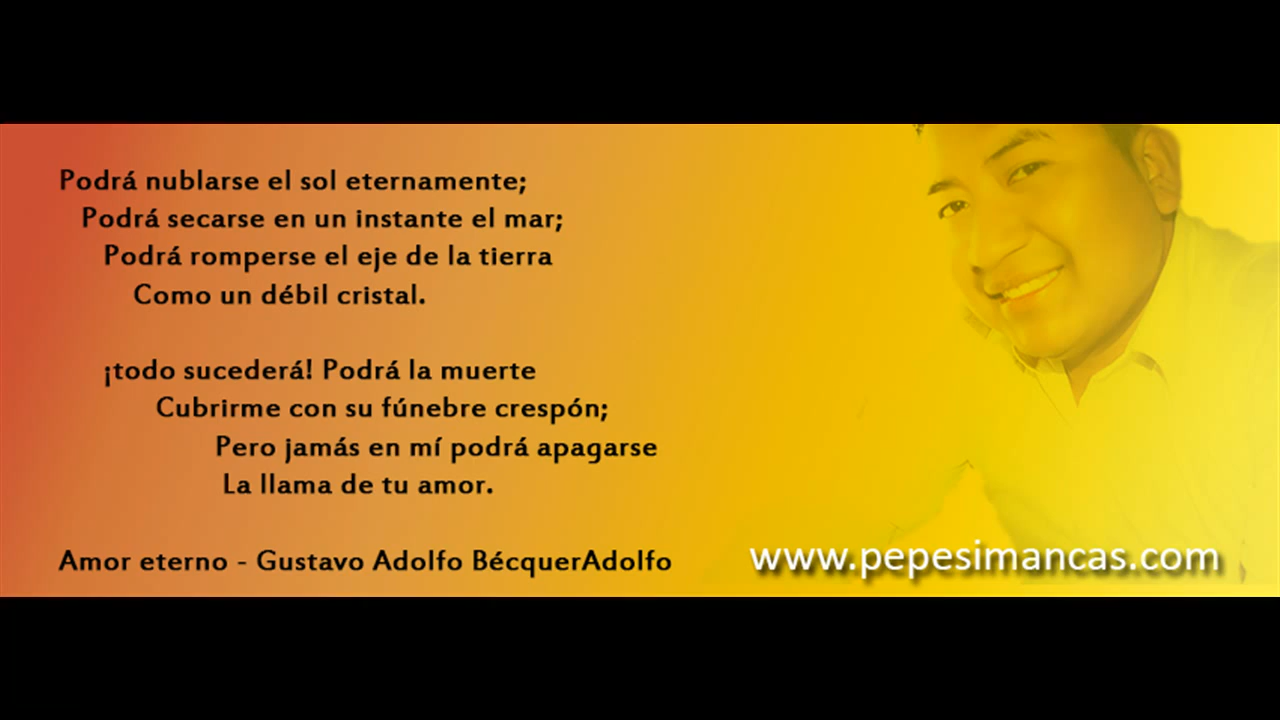 Podrá nublarse el sol eternamente;
Podrá secarse en un instante el mar;
Podrá romperse el eje de la tierra
Como un débil cristal.
¡todo sucederá! Podrá la muerte
Cubrirme con su fúnebre crespón;
Pero jamás en mí podrá apagarse
La llama de tu amor.
Amor eterno - Gustavo Adolfo BécquerAdolfo
www.pepesimancas.com